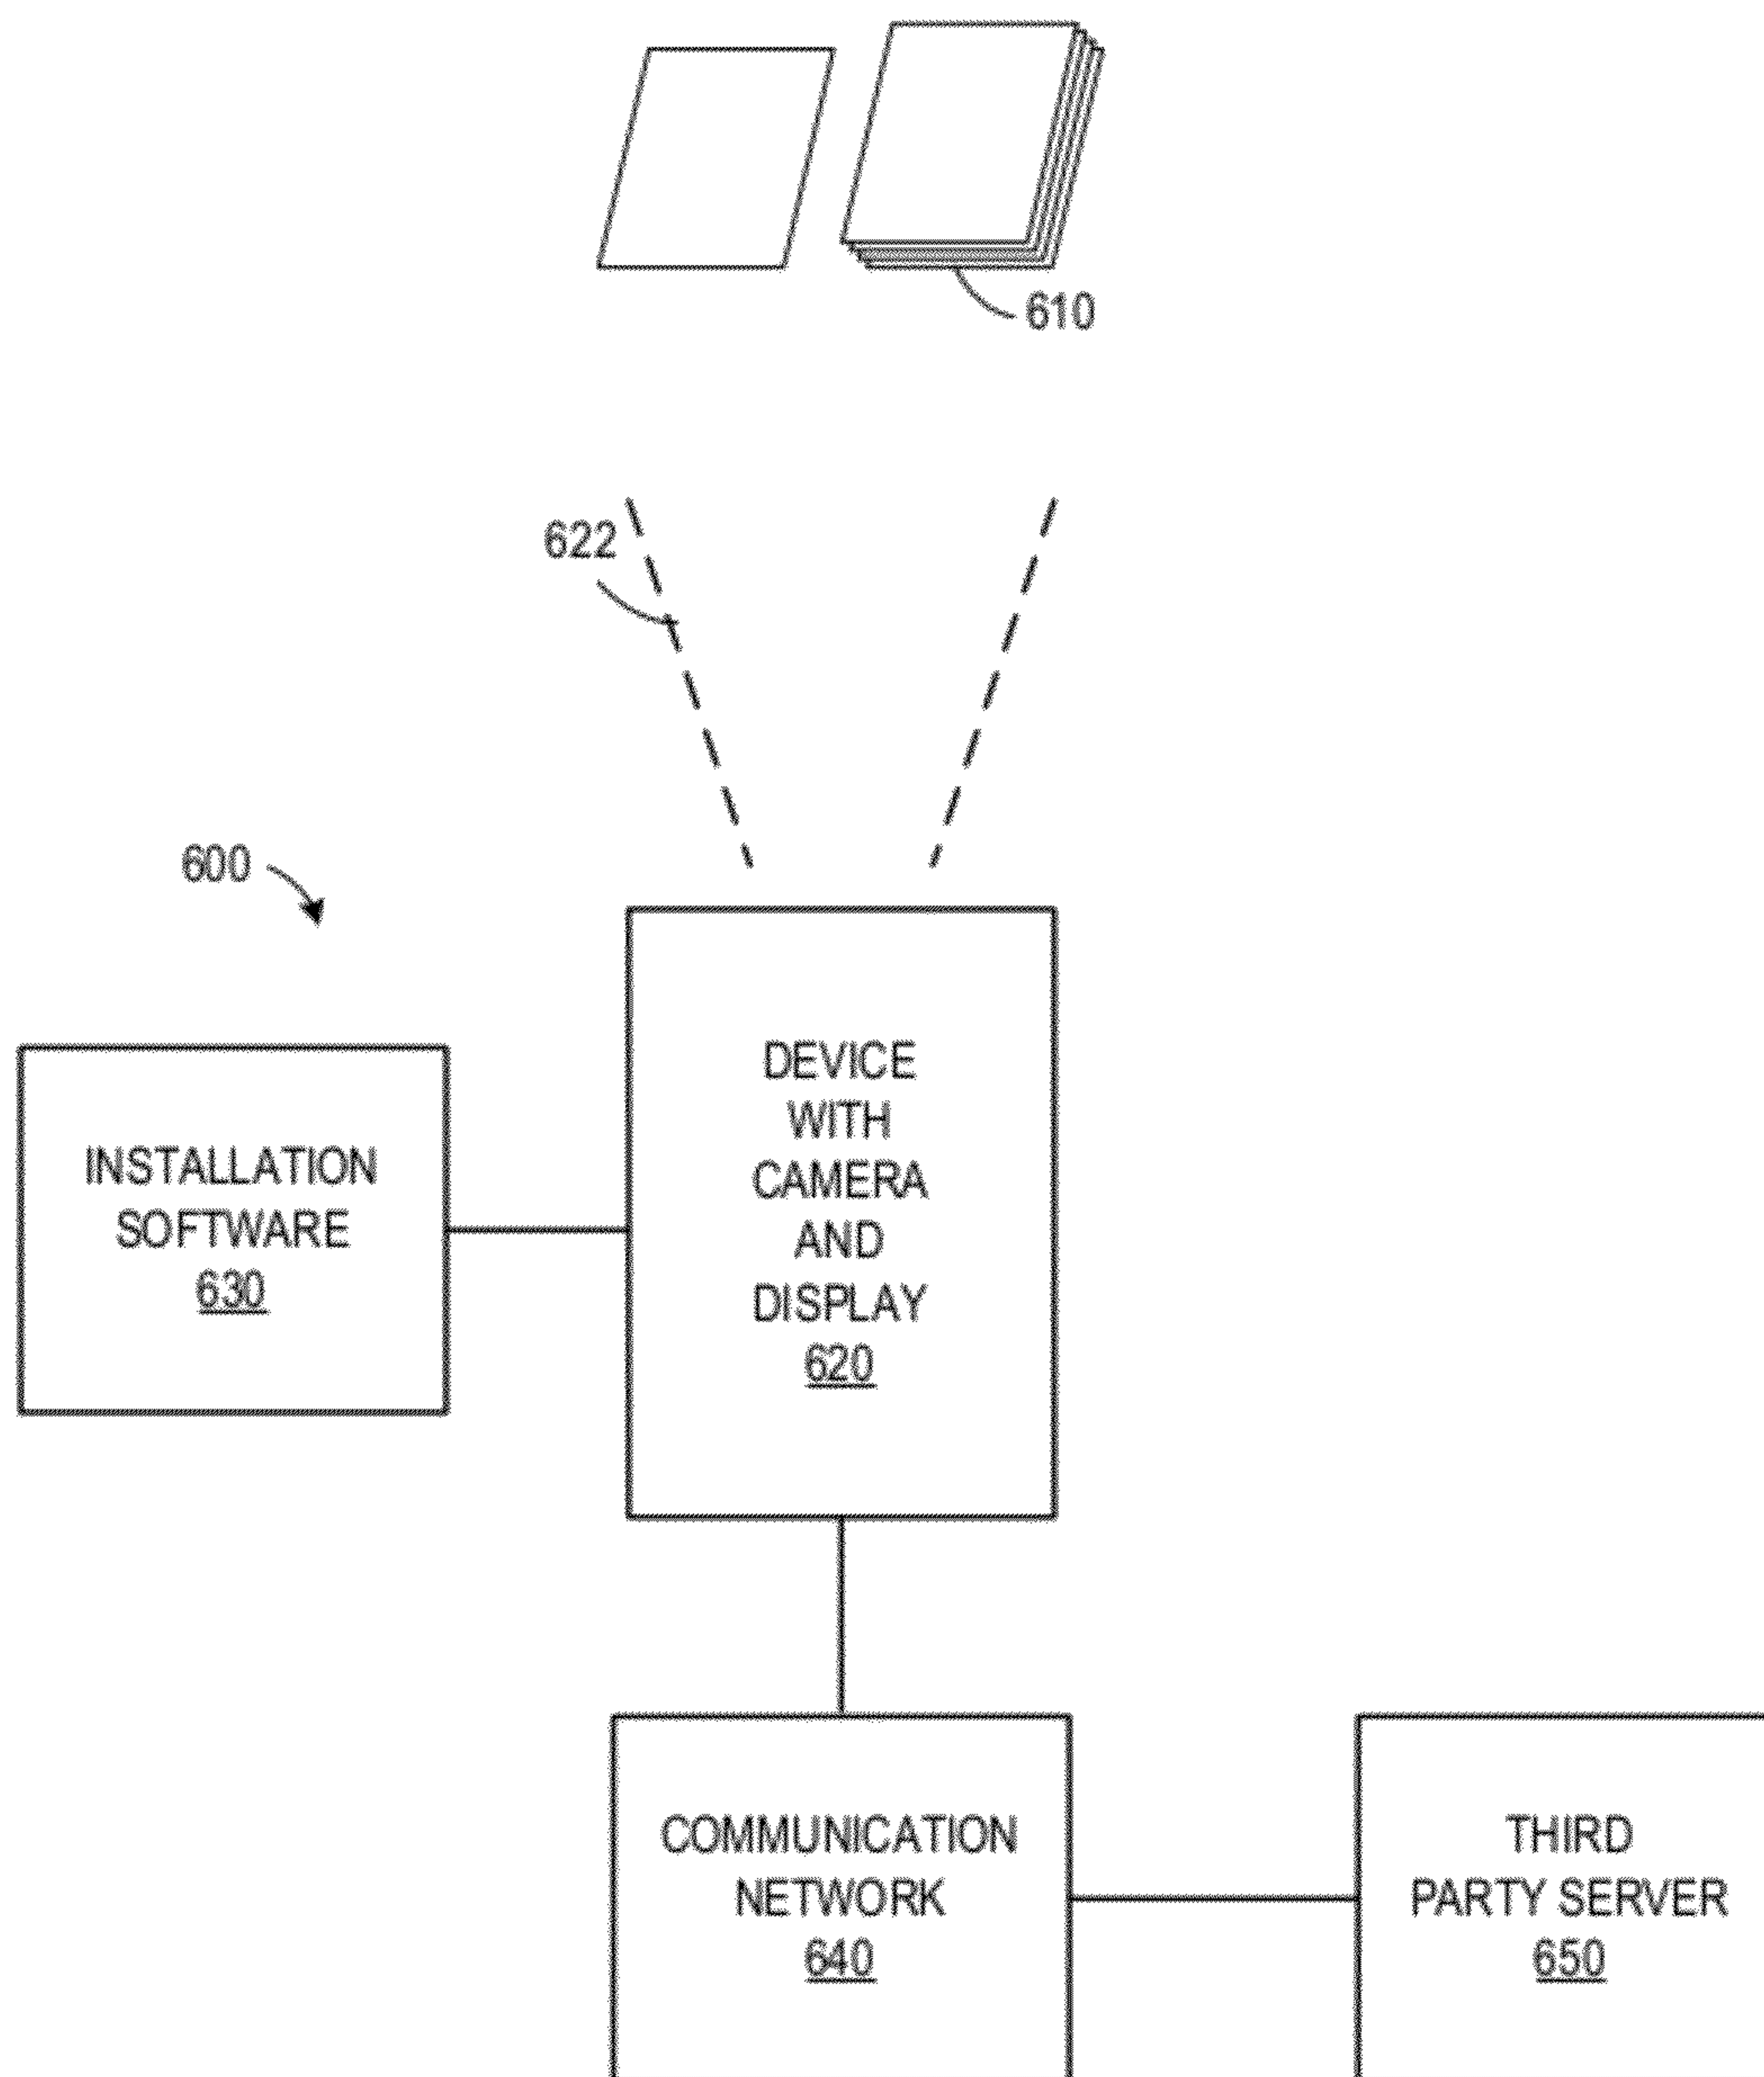 610
622
600
DEVICE
WITH
CAMERA
AND
DISPLAY
620
INSTALLATION
SOFTWARE
630
COMMUNICATION
NETWORK
640
THIRD
PARTY SERVER
650